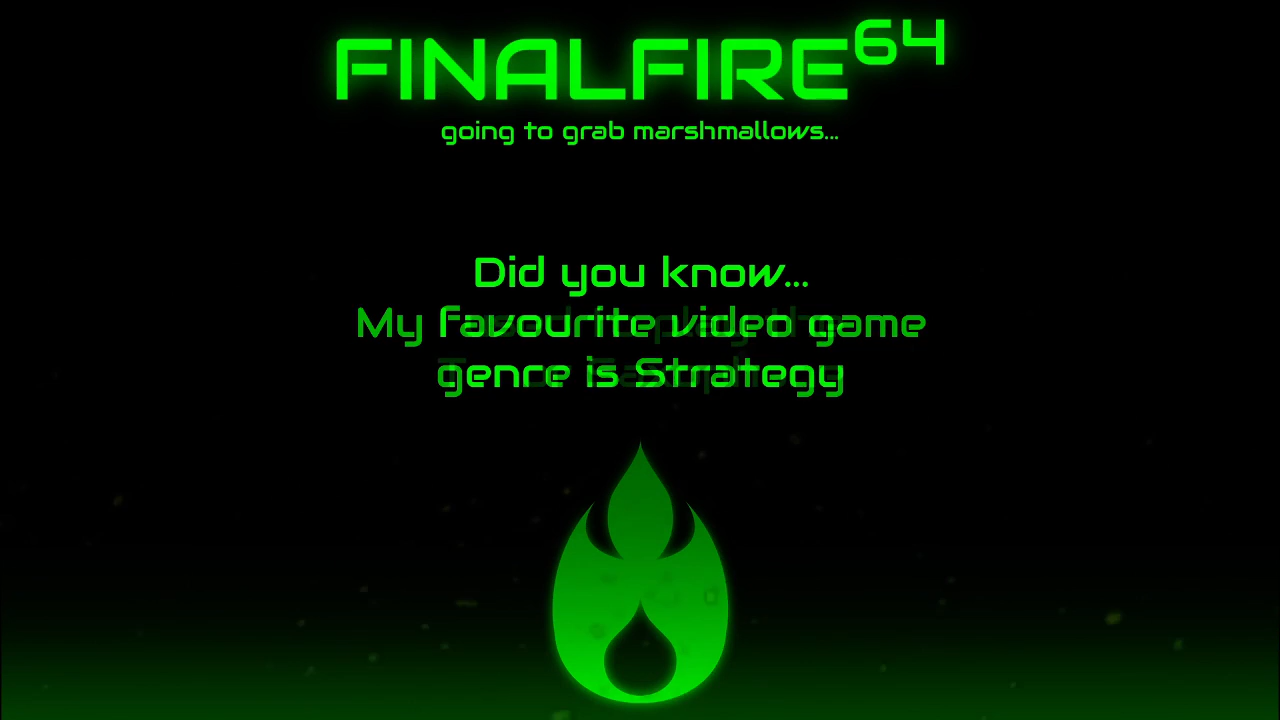 FINALFIRE64
going to grab marshmallows...
Did you know...
My favourite video game
genre is Strategy